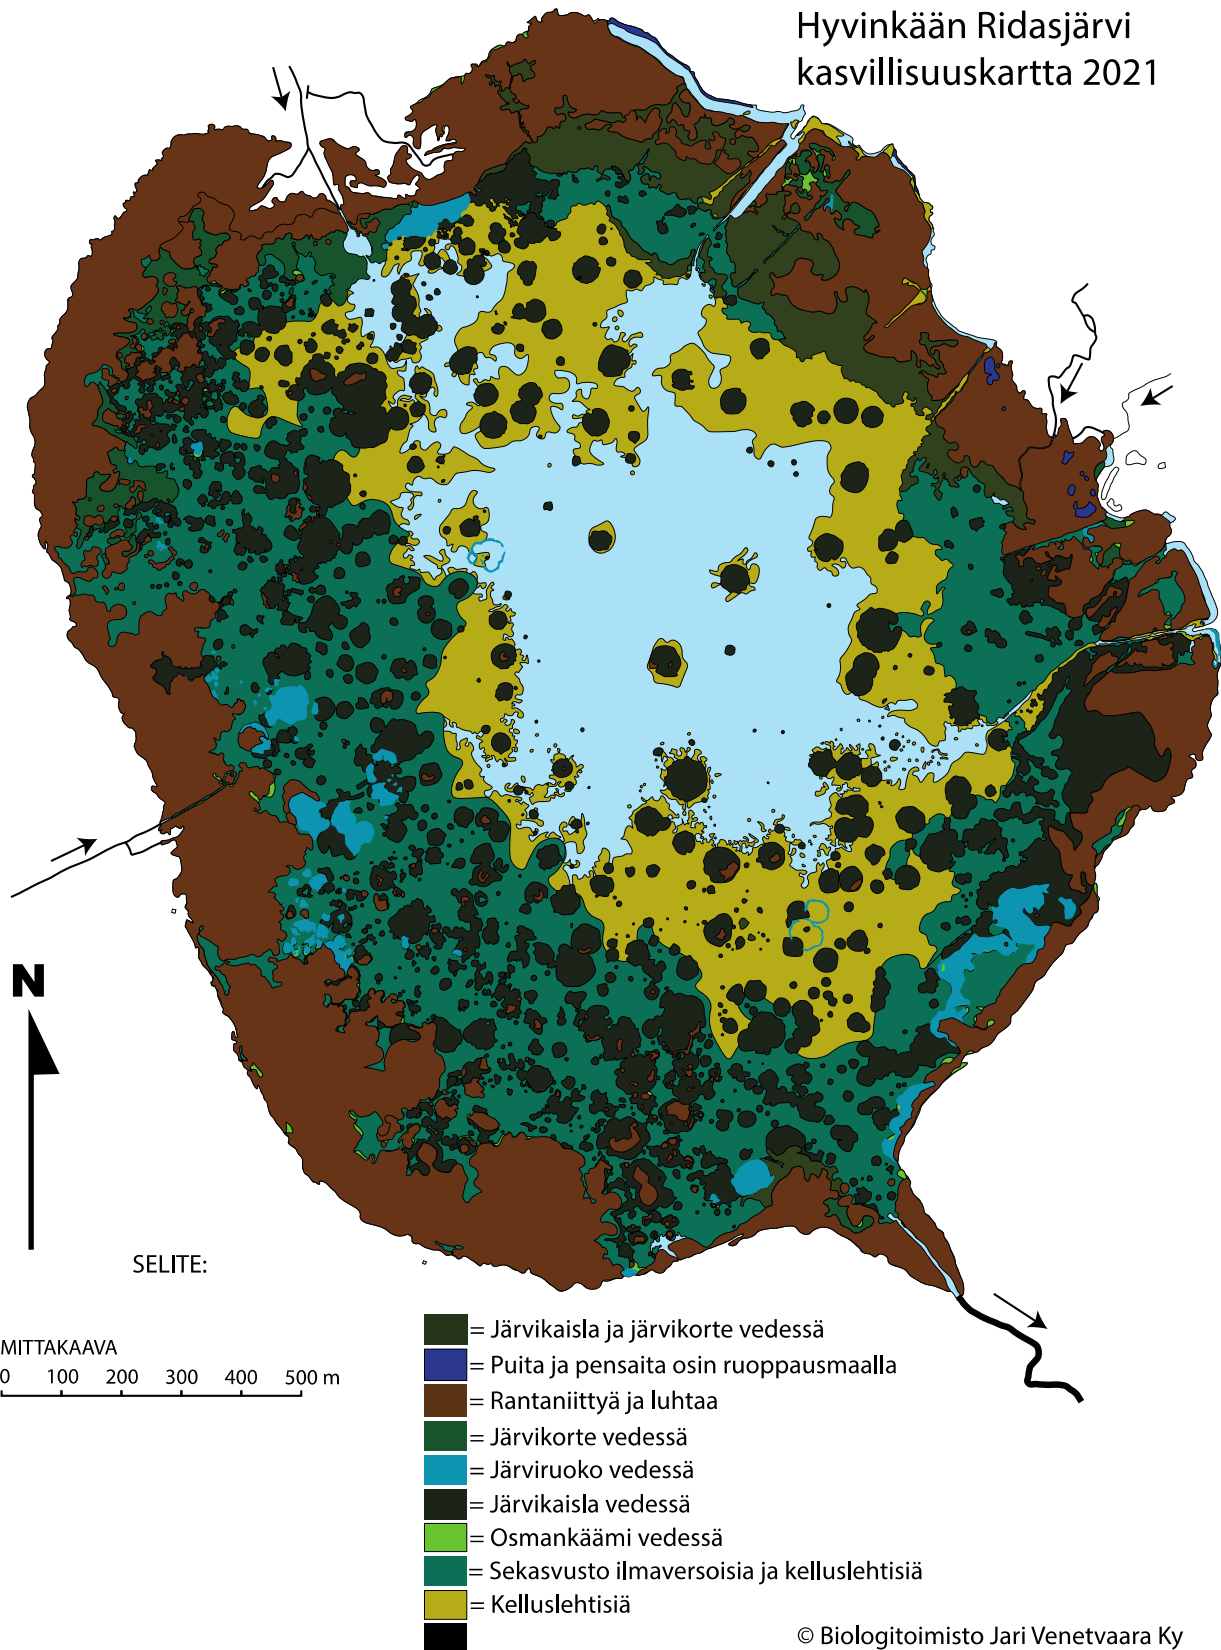 Hyvinkään Ridasjärvi
kasvillisuuskartta 2021
N
SELITE:
MITTAKAAVA
0 100 200 300 400 500 m
= Järvikaisla ja järvikorte vedessä
= Puita ja pensaita osin ruoppausmaalla
= Rantaniittyä ja luhtaa
= Järvikorte vedessä
= Järviruoko vedessä
= Järvikaisla vedessä
= Osmankäämi vedessä
= Sekasvusto ilmaversoisia ja kelluslehtisiä
= Kelluslehtisiä
© Biologitoimisto Jari Venetvaara Ky